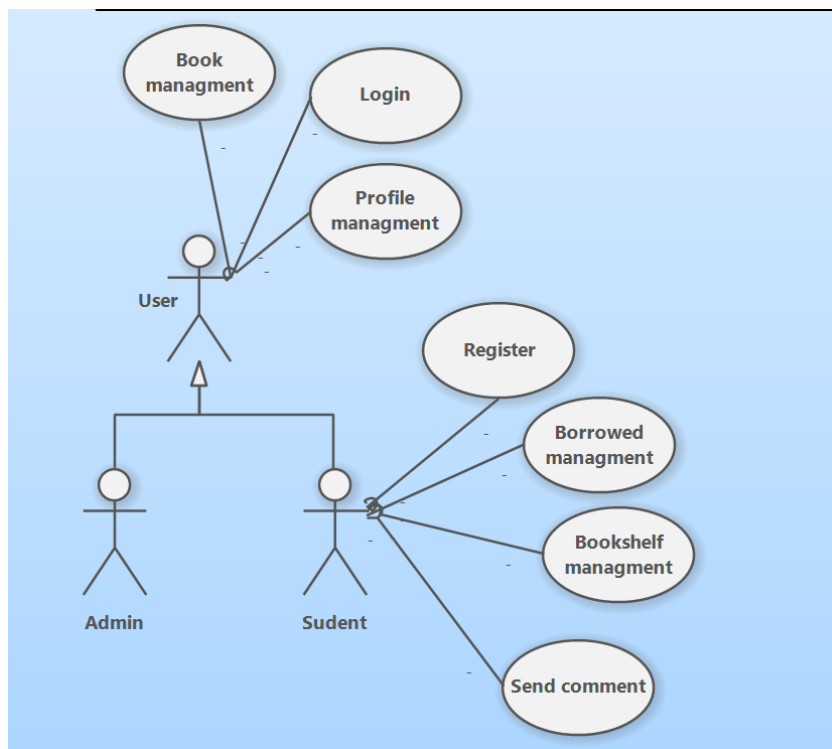 Book
managment
Login
Profile
managment
User
Register
Borrowed
managment
Bookshelf
managment
Admin
Sudent
Send comment